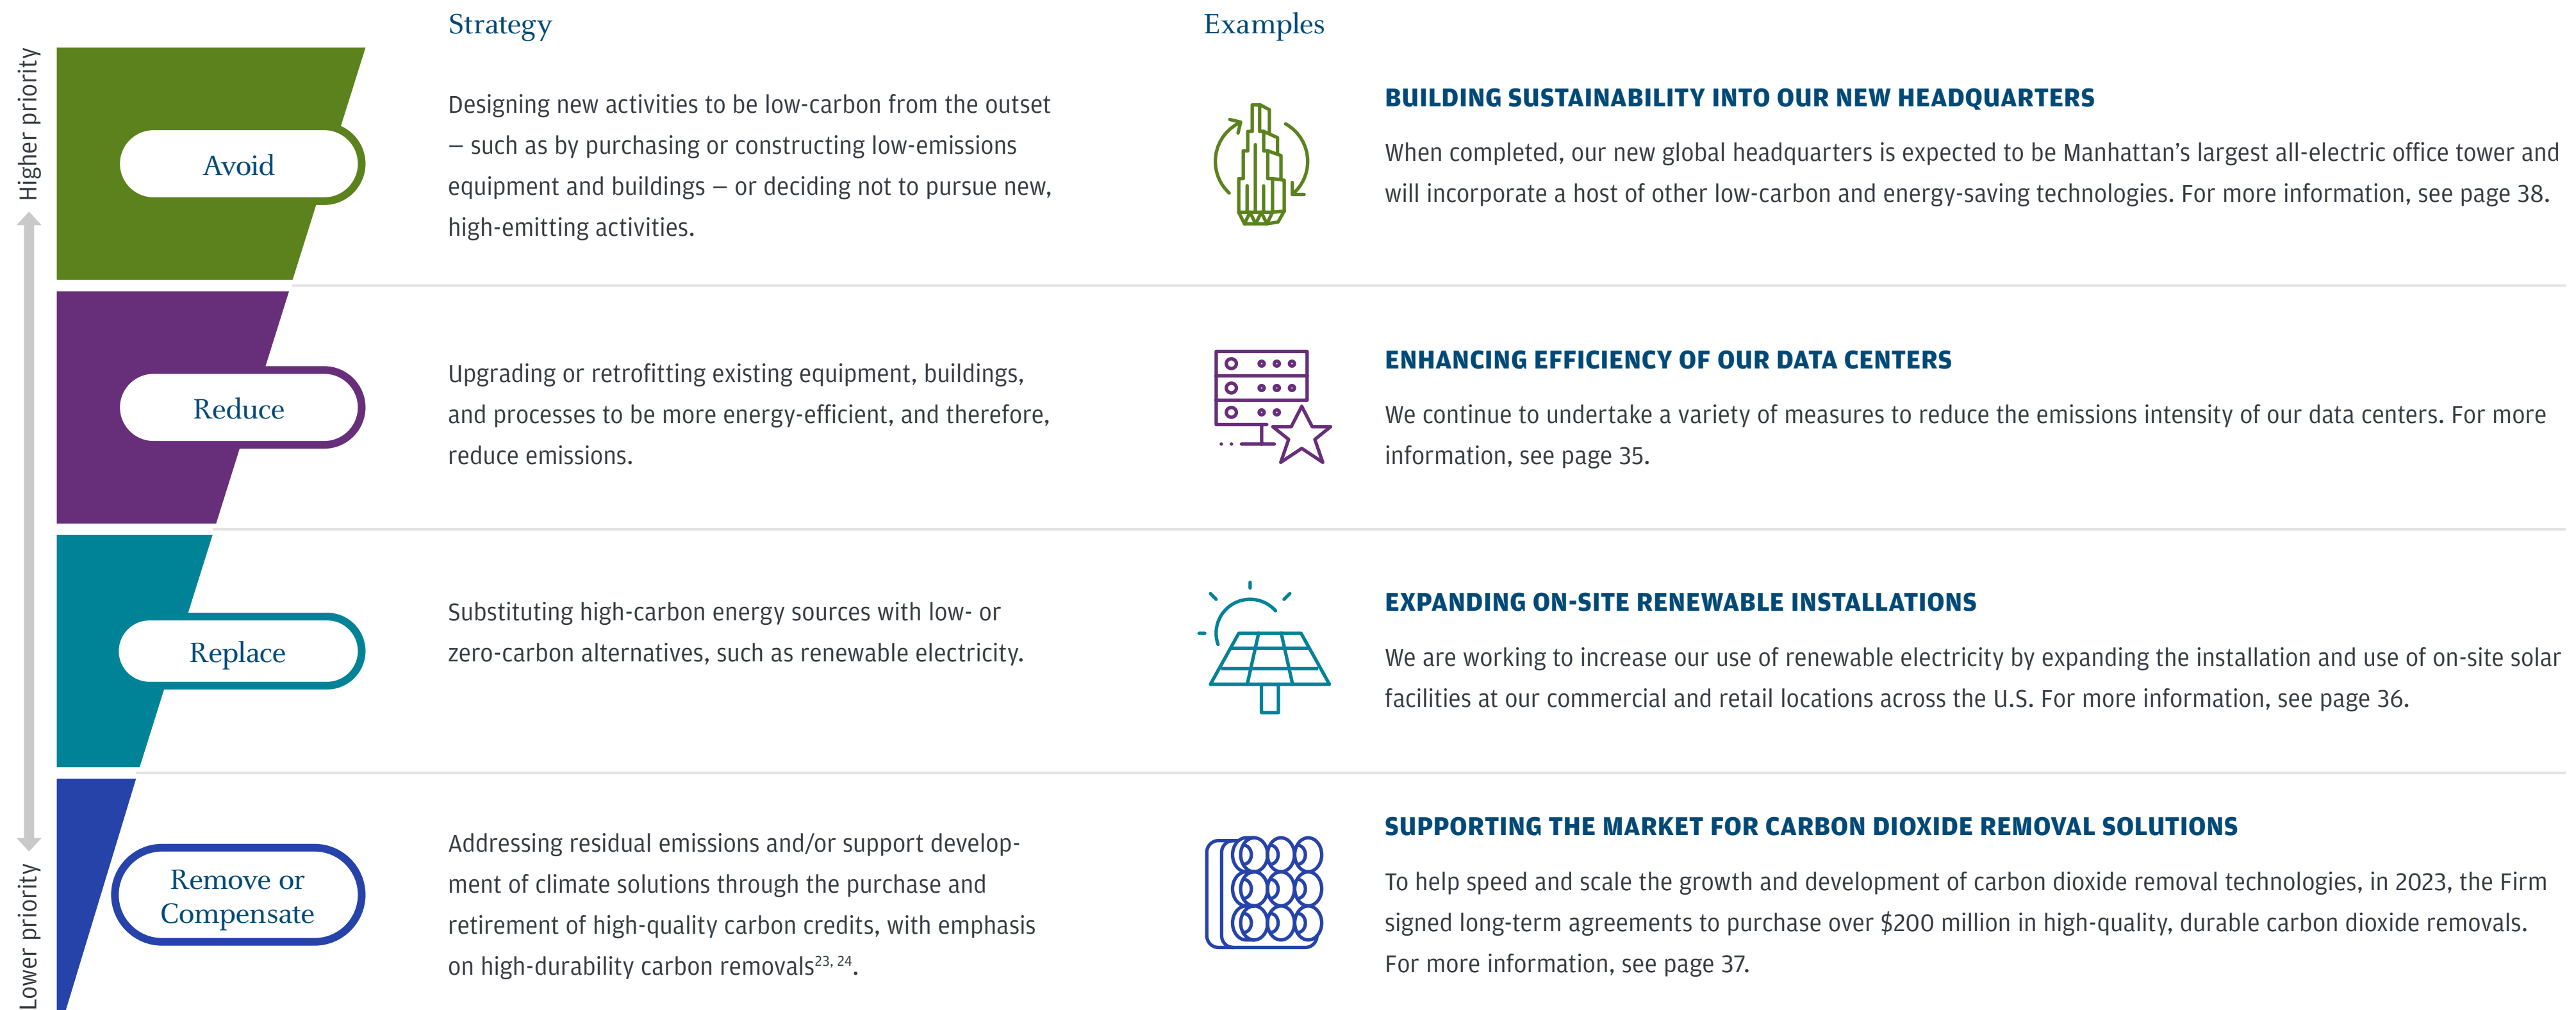 Strategy
Examples
Higher priority
Avoid
Designing new activities to be low-carbon from the outset
– such as by purchasing or constructing low-emissions
equipment and buildings – or deciding not to pursue new,
high-emitting activities.
BUILDING SUSTAINABILITY INTO OUR NEW HEADQUARTERS
When completed, our new global headquarters is expected to be Manhattan’s largest all-electric office tower and
will incorporate a host of other low-carbon and energy-saving technologies. For more information, see page 38.
Reduce
Upgrading or retrofitting existing equipment, buildings,
and processes to be more energy-efficient, and therefore,
reduce emissions.
ENHANCING EFFICIENCY OF OUR DATA CENTERS
We continue to undertake a variety of measures to reduce the emissions intensity of our data centers. For more
information, see page 35.
Replace
Substituting high-carbon energy sources with low- or
zero-carbon alternatives, such as renewable electricity.
EXPANDING ON-SITE RENEWABLE INSTALLATIONS
We are working to increase our use of renewable electricity by expanding the installation and use of on-site solar
facilities at our commercial and retail locations across the U.S. For more information, see page 36.
Lower priority
Remove or
Compensate
Addressing residual emissions and/or support develop-
ment of climate solutions through the purchase and
retirement of high-quality carbon credits, with emphasis
on high-durability carbon removals23, 24.
SUPPORTING THE MARKET FOR CARBON DIOXIDE REMOVAL SOLUTIONS
To help speed and scale the growth and development of carbon dioxide removal technologies, in 2023, the Firm
signed long-term agreements to purchase over $200 million in high-quality, durable carbon dioxide removals.
For more information, see page 37.